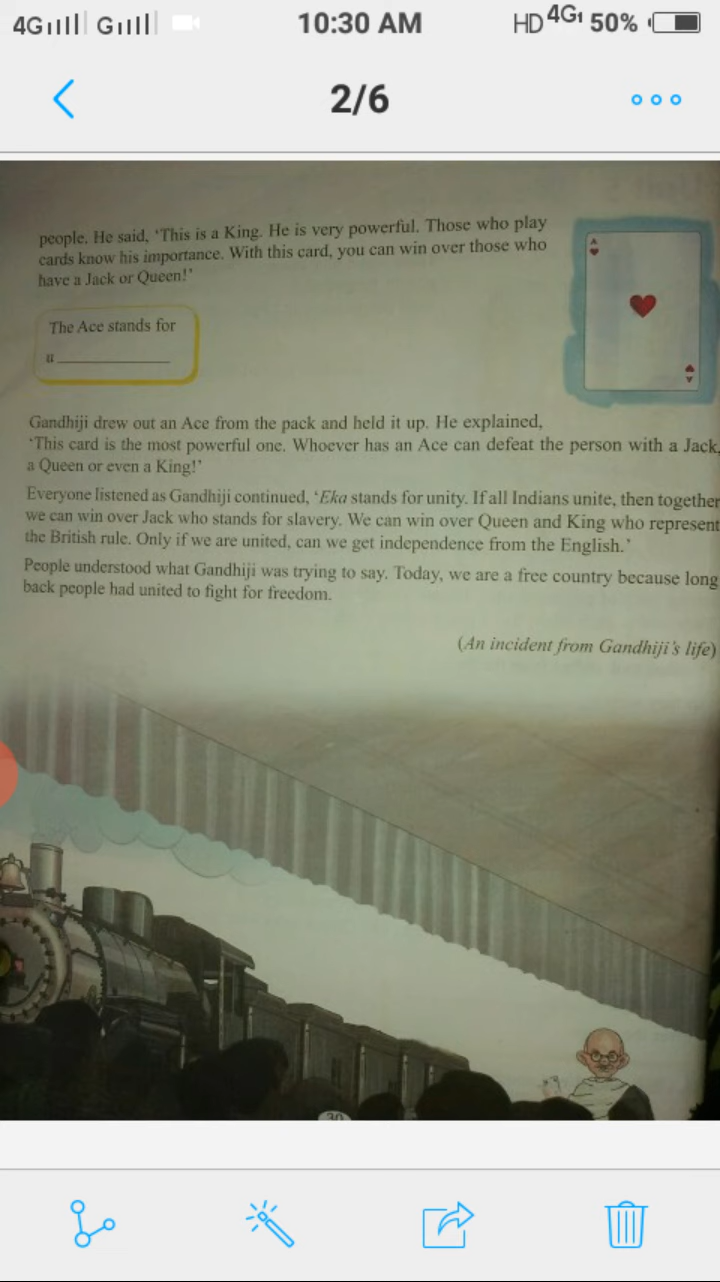 4G G 10:30 AM HD 4G 50%
2/6
people. He said, ‘This is a King. He is very powerful. Those who play
cards know his importance. With this card, you can win over those who
have a Jack or Queen!’
A
A
The Ace stands for
u__________
Gandhiji drew out an Ace from the pack and held it up. He explained,
‘This card is the most powerful one. Whoever has an Ace can defeat the person with a Jack,
a Queen or even a King!’
Everyone listened as Gandhiji continued, ‘Eka stands for unity. If all Indians unite, then together
we can win over Jack who stands for slavery. We can win over Queen and King who represent
the British rule. Only if we are united, can we get independence from the English.’
People understood what Gandhiji was trying to say. Today, we are a free country because long
back people had united to fight for freedom.
(An incident from Gandhiji’s life)
30